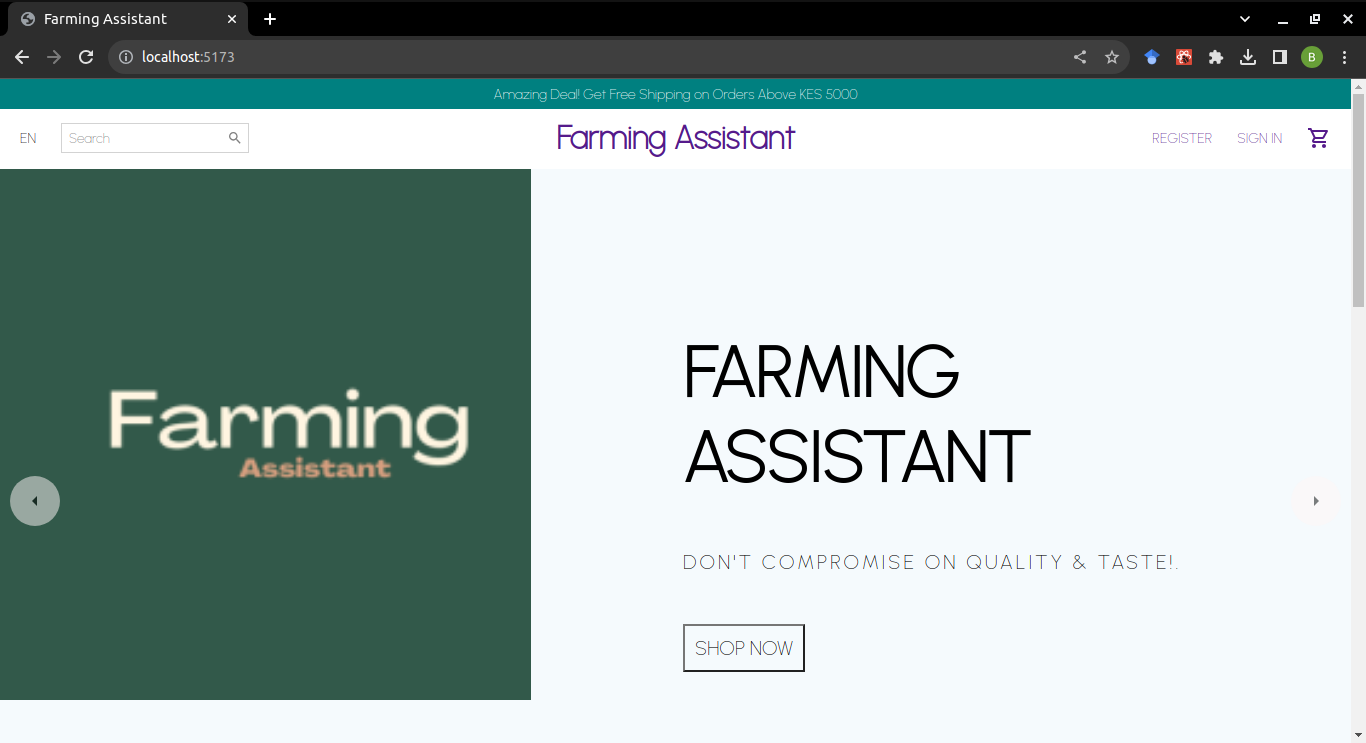 Farming Assistant
localhost:5173
B
Amazing Deal! Get Free Shipping on Orders Above KES 5000
EN
Search
Farming Assistant
REGISTER
SIGN IN
Farming
Assistant
FARMING
ASSISTANT
DON'T COMPROMISE ON QUALITY & TASTE!.
SHOP NOW